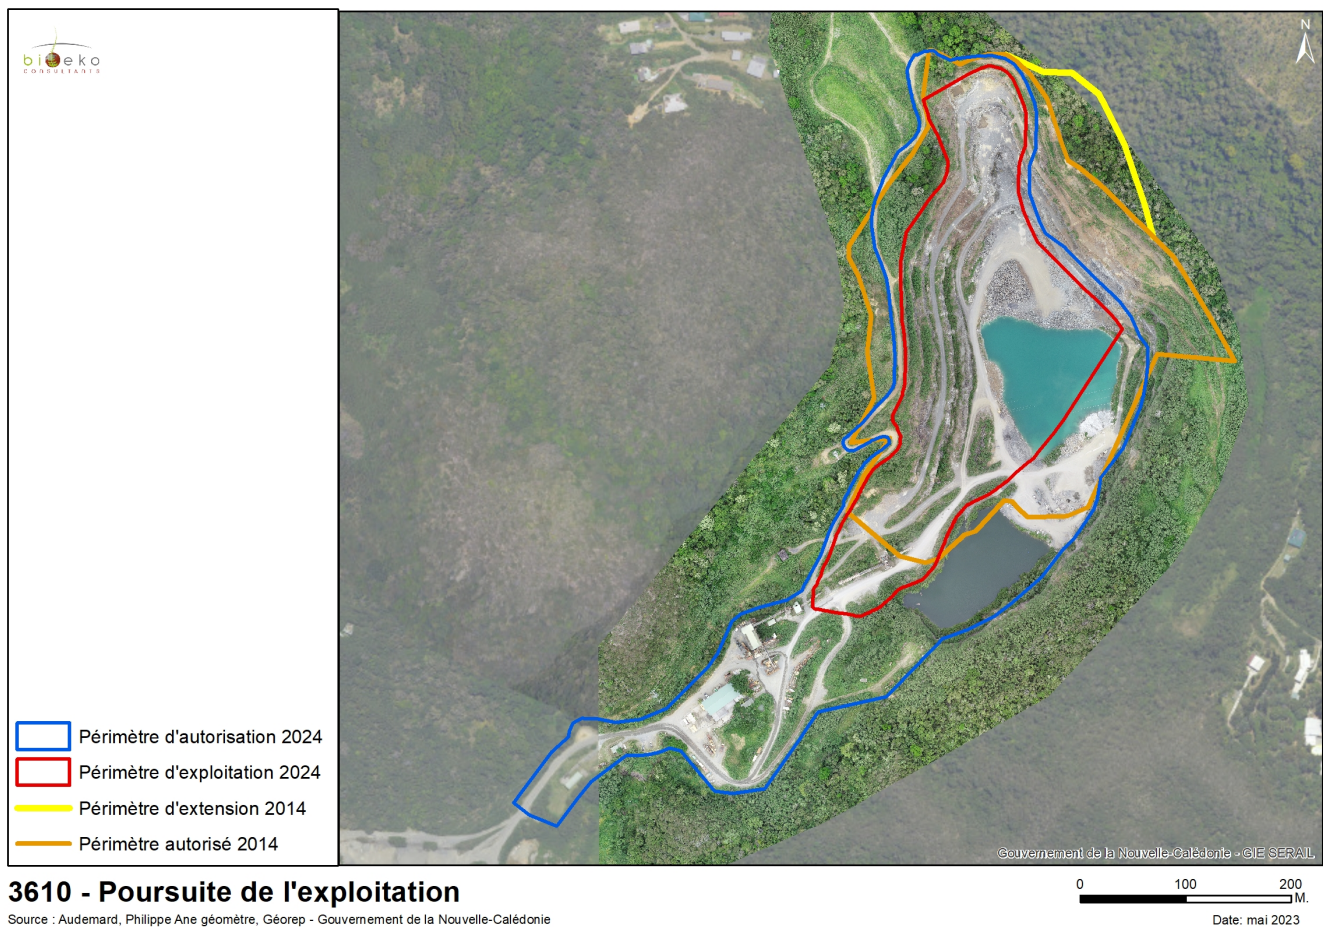 bioeko
CONSULTANTS
N
Périmètre d'autorisation 2024
Périmètre d'exploitation 2024
Périmètre d'extension 2014
Périmètre autorisé 2014
Gouvernement de la Nouvelle-Calédonie - GIE SERAIL
3610 - Poursuite de l'exploitation
Source : Audemard, Philippe Ane géomètre, Géorep - Gouvernement de la Nouvelle-Calédonie
0 100 200
M.
Date: mai 2023